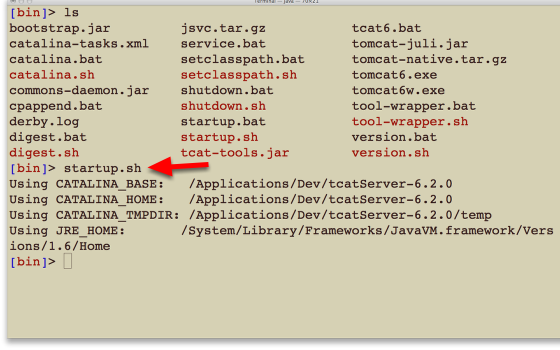 Terminal — java — 70x21
[bin]> ls
bootstrap.jar jsvc.tar.gz tcat6.bat
catalina-tasks.xml service.bat tomcat-juli.jar
catalina.bat setclasspath.bat tomcat-native.tar.gz
catalina.sh setclasspath.sh tomcat6.exe
commons-daemon.jar shutdown.bat tomcat6w.exe
cpappend.bat shutdown.sh tool-wrapper.bat
derby.log startup.bat tool-wrapper.sh
digest.bat startup.sh version.bat
digest.sh tcat-tools.jar version.sh
[bin]> startup.sh
Using CATALINA_BASE: /Applications/Dev/tcatServer-6.2.0
Using CATALINA_HOME: /Applications/Dev/tcatServer-6.2.0
Using CATALINA_TMPDIR: /Applications/Dev/tcatServer-6.2.0/temp
Using JRE_HOME: /System/Library/Frameworks/JavaVM.framework/Vers
ions/1.6/Home
[bin]>